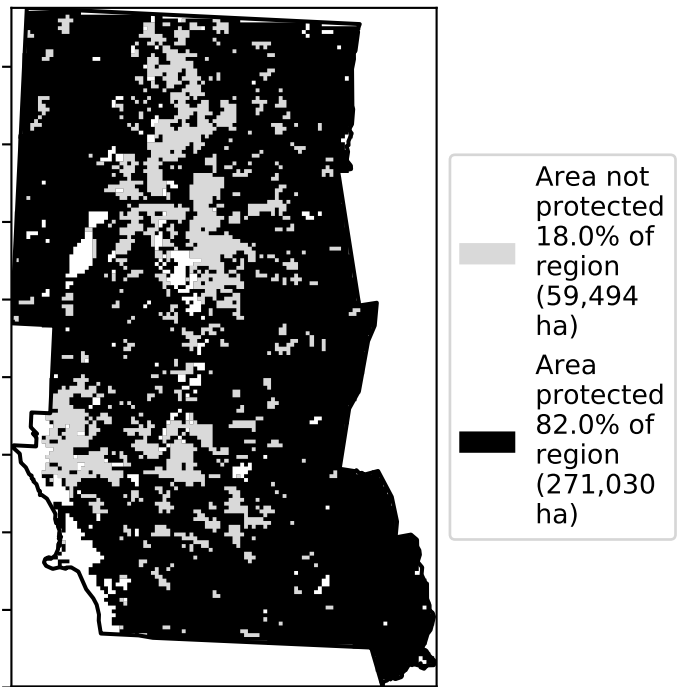 Area not
protected
18.0% of
region
(59,494
ha)
Area
protected
82.0% of
region
(271,030
ha)